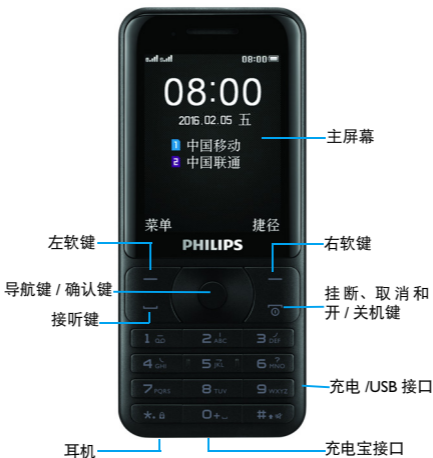 08:00
08:00
2016.02.05 五
1 中国移动
2 中国联通
主屏幕
菜单 捷径
PHILIPS
左软键
右软键
导航键 / 确认键
挂断、取消和
开 / 关机键
接听键
1
2 ABC
3 DEF
4 GHI
5 JKL
6 MNO
7 PQRS
8 TUV
9 WXYZ
充电 /USB 接口
*.
0+_
#
耳机
充电宝接口